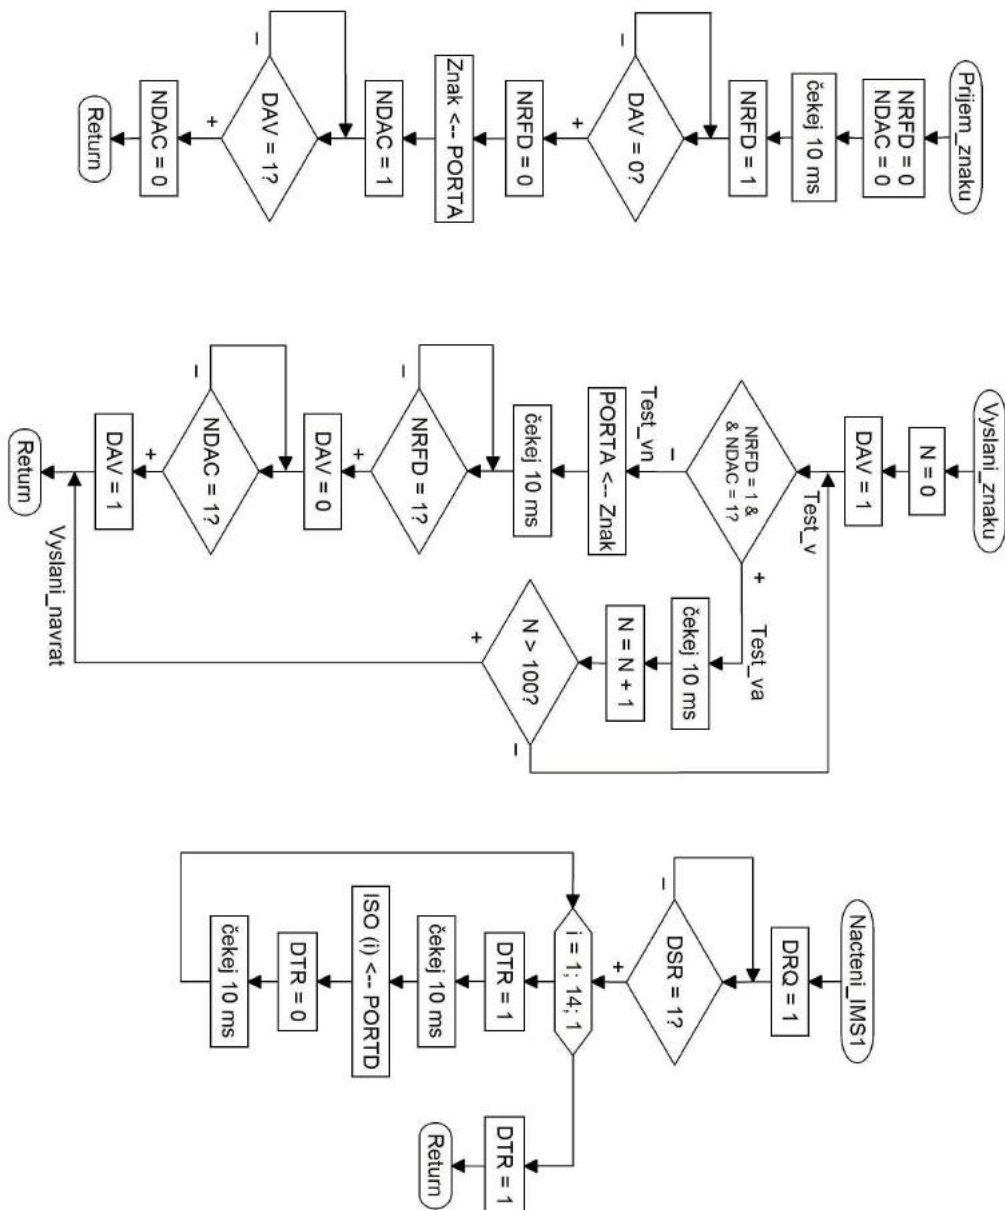 Prijem_znaku
NRFD = 0
NDAC = 0
čekej 10 ms
NRFD = 1
DAV = 0?
–
+
NRFD = 0
Znak <-- PORTA
NDAC = 1
DAV = 1?
–
+
NDAC = 0
Return
Vyslani_znaku
N = 0
DAV = 1
Test_v
NRFD = 1 &
& NDAC = 1?
–
+
Test_vn
Test_va
PORTA <-- Znak
čekej 10 ms
čekej 10 ms
N = N + 1
NRFD = 1?
–
+
N > 100?
–
+
DAV = 0
NDAC = 1?
–
+
DAV = 1
Vyslani_navrat
Return
Nacteni_IMS1
DRQ = 1
DSR = 1?
–
+
i = 1; 14; 1
DTR = 1
DTR = 1
čekej 10 ms
Return
ISO (i) <-- PORTD
DTR = 0
čekej 10 ms